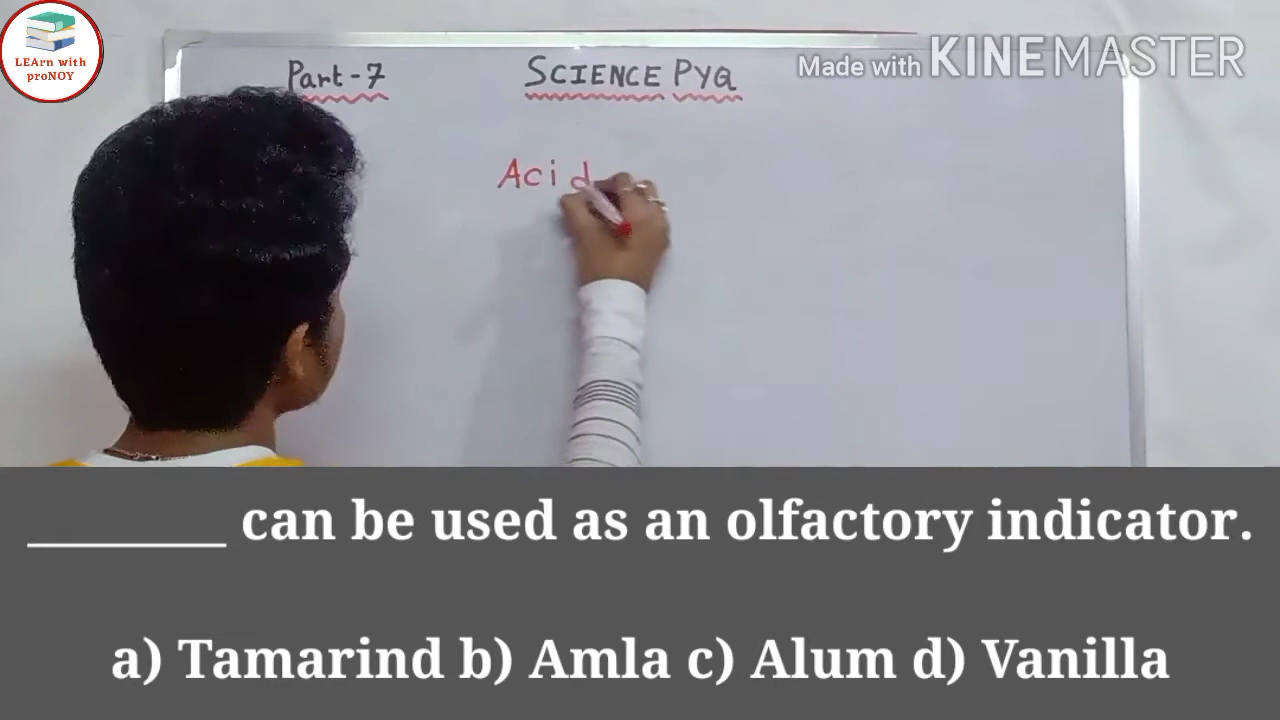 LEArn with
proNOY
Part-7
SCIENCE PYQ
Made with KINEMASTER
Acid
________ can be used as an olfactory indicator.
a) Tamarind b) Amla c) Alum d) Vanilla